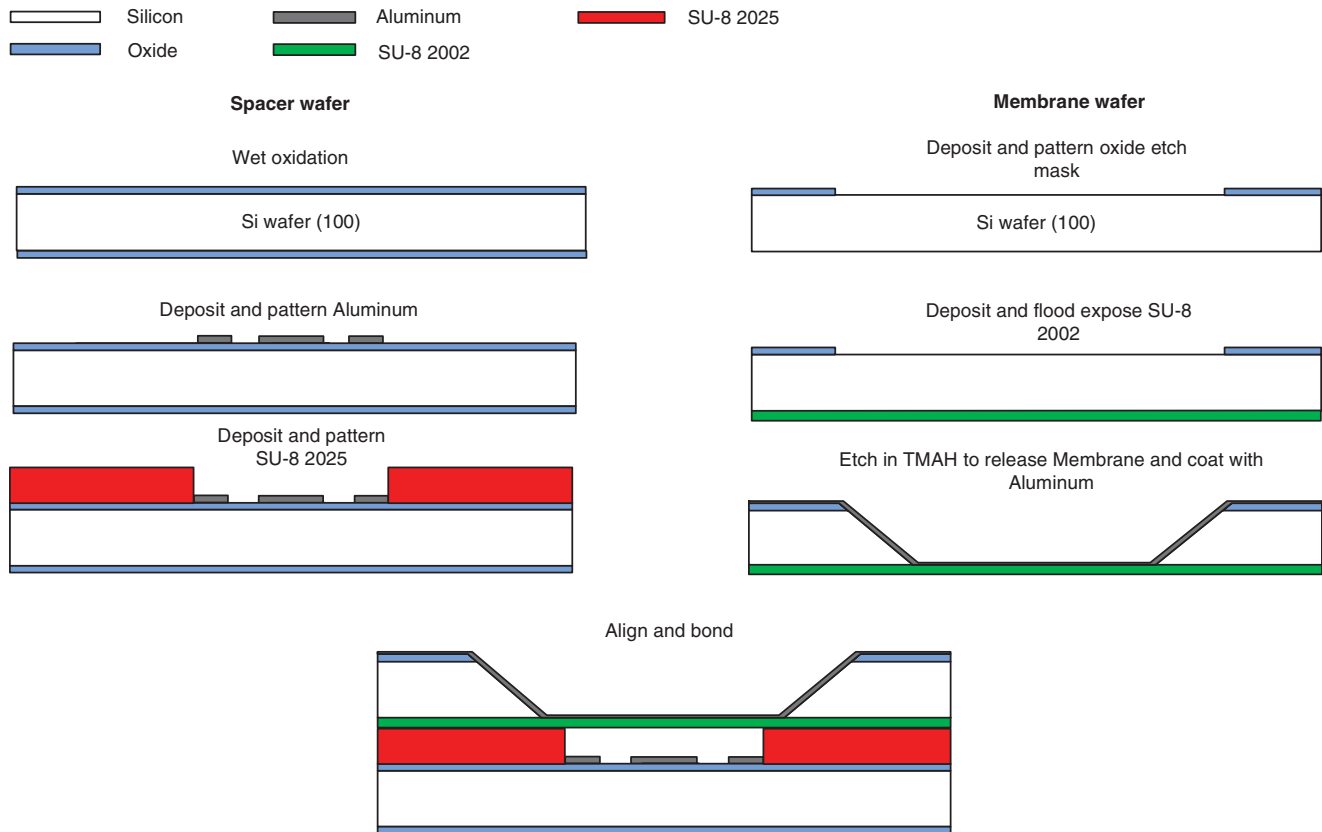 Silicon
Aluminum
SU-8 2025
Oxide
SU-8 2002
Spacer wafer
Wet oxidation
Si wafer (100)
Deposit and pattern Aluminum
Deposit and pattern
SU-8 2025
Membrane wafer
Deposit and pattern oxide etch
mask
Si wafer (100)
Deposit and flood expose SU-8
2002
Etch in TMAH to release Membrane and coat with
Aluminum
Align and bond